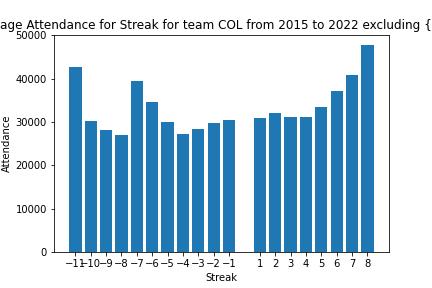 age Attendance for Streak for team COL from 2015 to 2022 excluding {
50000
40000
30000
20000
10000
0
Attendance
−11 −10 −9 −8 −7 −6 −5 −4 −3 −2 −1 1 2 3 4 5 6 7 8
Streak